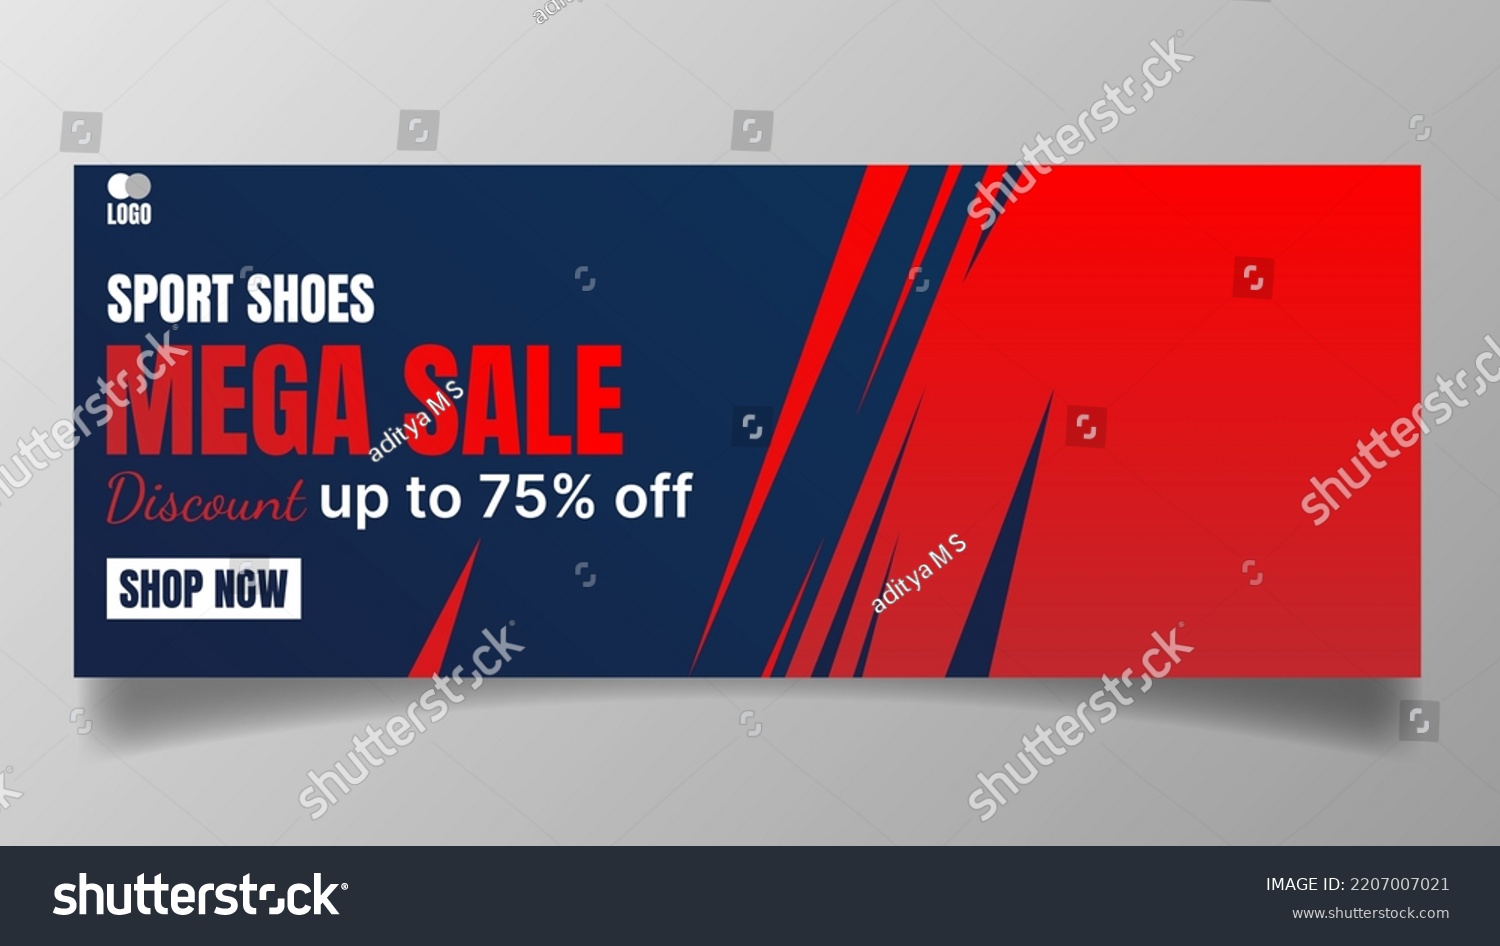 LOGO
SPORT SHOES
MEGA SALE
Discount up to 75% off
SHOP NOW
shutterstock
shutterstock
shutterstock
shutterstock
shutterstock
aditya M S
aditya M S
aditya M S
shutterstock
IMAGE ID: 2207007021
www.shutterstock.com